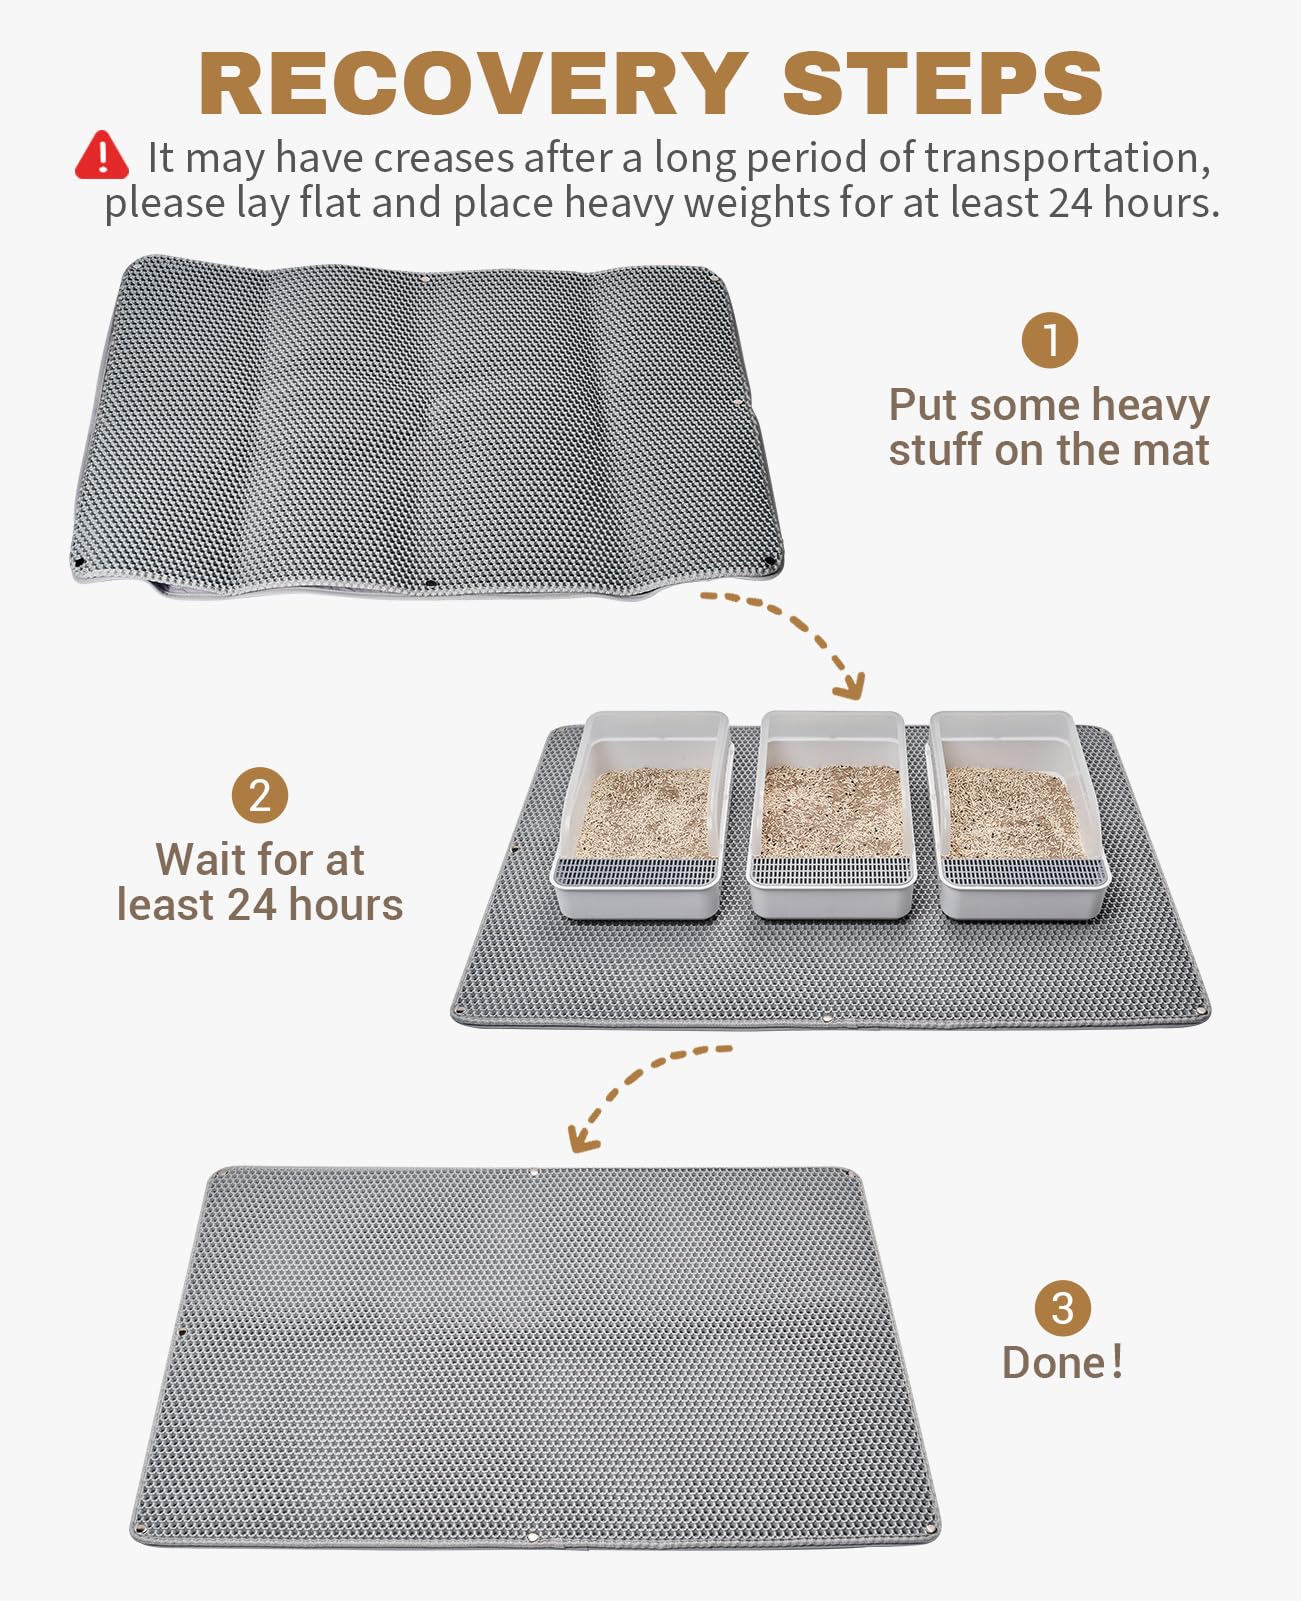 RECOVERY STEPS
It may have creases after a long period of transportation,
please lay flat and place heavy weights for at least 24 hours.
1
Put some heavy
stuff on the mat
2
Wait for at
least 24 hours
3
Done!